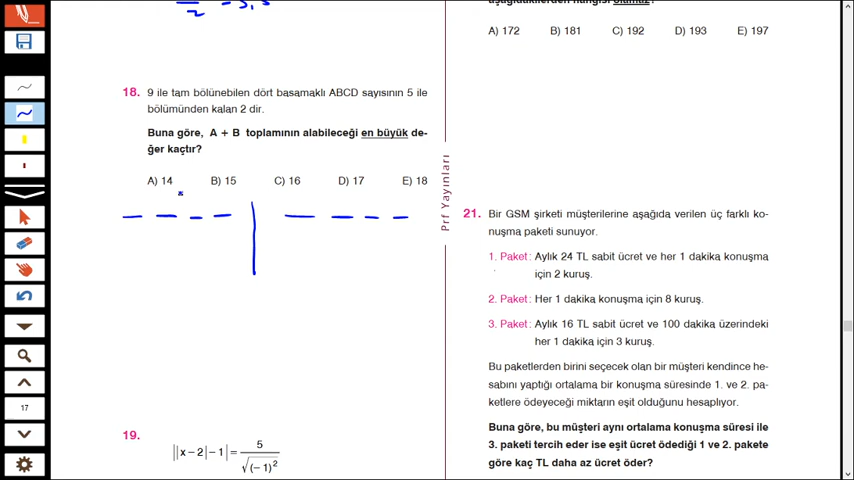 2 = 3,5
18. 9 ile tam bölünebilen dört basamaklı ABCD sayısının 5 ile
bölümünden kalan 2 dir.
Buna göre, A + B toplamının alabileceği en büyük de-
ğer kaçtır?
A) 14 B) 15 C) 16 D) 17 E) 18
19.
||x – 2| – 1| = 5 / √(–1)²
17
Prf Yayınları
A) 172 B) 181 C) 192 D) 193 E) 197
21. Bir GSM şirketi müşterilerine aşağıda verilen üç farklı ko-
nuşma paketi sunuyor.
1. Paket: Aylık 24 TL sabit ücret ve her 1 dakika konuşma
için 2 kuruş.
2. Paket: Her 1 dakika konuşma için 8 kuruş.
3. Paket: Aylık 16 TL sabit ücret ve 100 dakika üzerindeki
her 1 dakika için 3 kuruş.
Bu paketlerden birini seçecek olan bir müşteri kendince he-
sabını yaptığı ortalama bir konuşma süresinde 1. ve 2. pa-
ketlere ödeyeceği miktarın eşit olduğunu hesaplıyor.
Buna göre, bu müşteri aynı ortalama konuşma süresi ile
3. paketi tercih eder ise eşit ücret ödediği 1 ve 2. pakete
göre kaç TL daha az ücret öder?